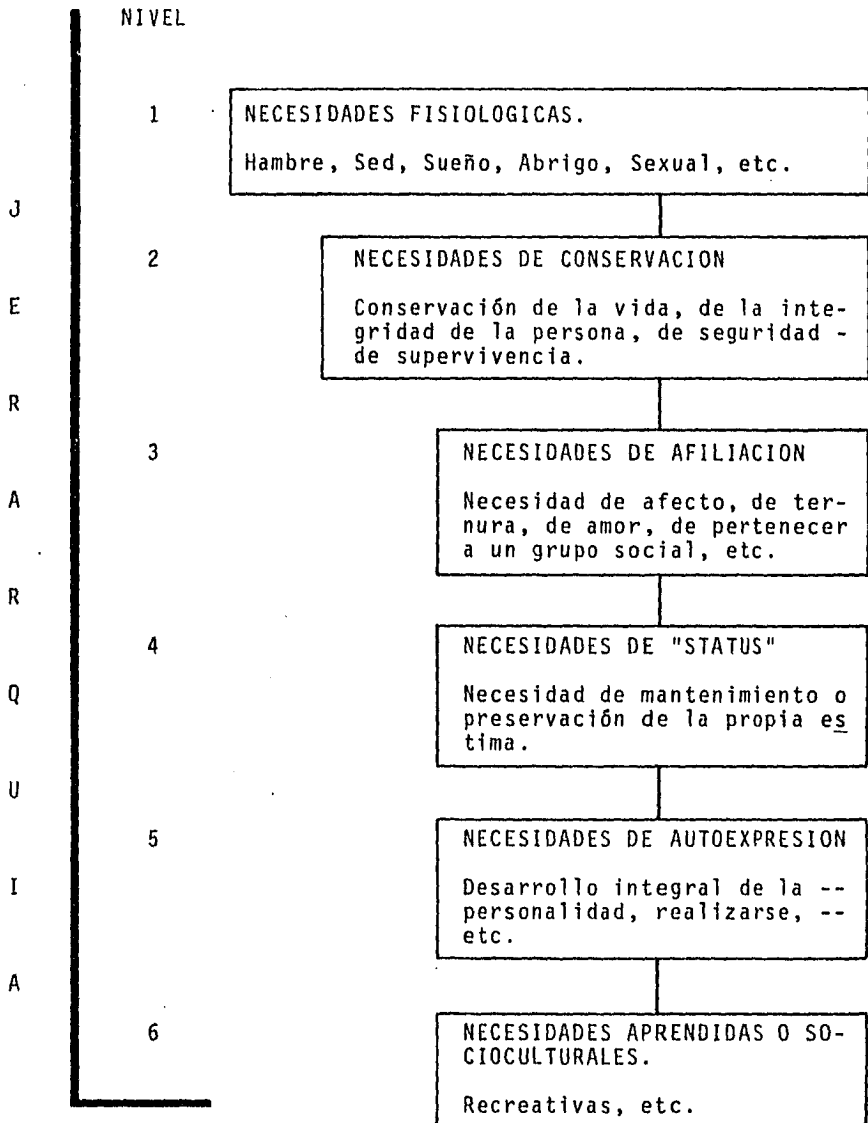 NIVEL
1
NECESIDADES FISIOLOGICAS.
Hambre, Sed, Sueño, Abrigo, Sexual, etc.
2
NECESIDADES DE CONSERVACION
Conservación de la vida, de la inte-
gridad de la persona, de seguridad -
de supervivencia.
3
NECESIDADES DE AFILIACION
Necesidad de afecto, de ter-
nura, de amor, de pertenecer
a un grupo social, etc.
4
NECESIDADES DE "STATUS"
Necesidad de mantenimiento o
preservación de la propia es
tima.
5
NECESIDADES DE AUTOEXPRESION
Desarrollo integral de la --
personalidad, realizarse, --
etc.
6
NECESIDADES APRENDIDAS O SO-
CIOCULTURALES.
Recreativas, etc.
J
E
R
A
R
Q
U
I
A